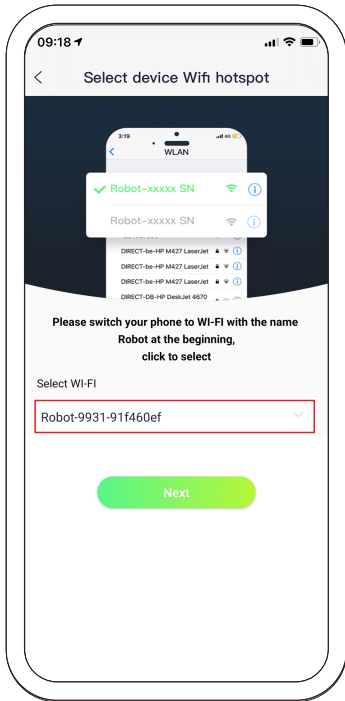 09:18
Select device Wifi hotspot
3:19
4G
WLAN
Robot-xxxxx SN
Robot-xxxxx SN
DIRECT-be-HP M427 LaserJet
DIRECT-be-HP M427 LaserJet
DIRECT-be-HP M427 LaserJet
DIRECT-DB-HP DeskJet 4670
Please switch your phone to WI-FI with the name
Robot at the beginning,
click to select
Select WI-FI
Robot-9931-91f460ef
Next